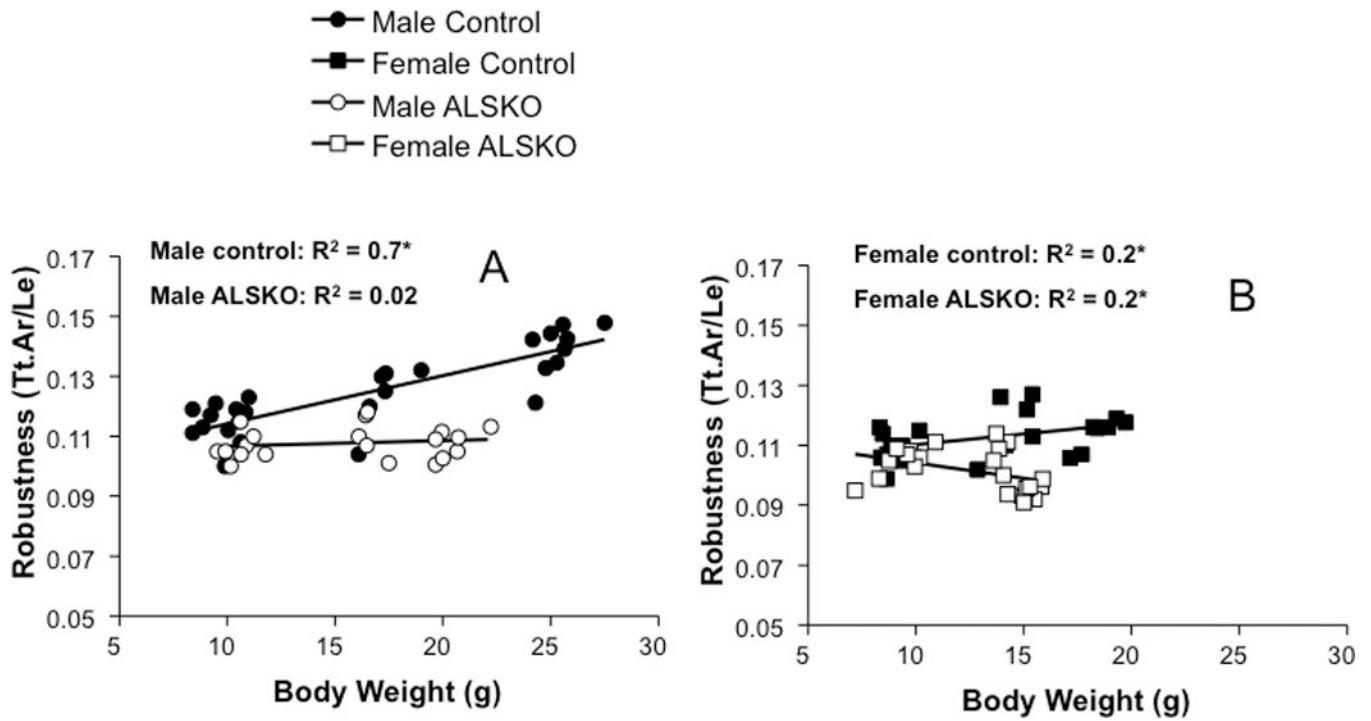 Male Control
Female Control
Male ALSKO
Female ALSKO
Male control: R² = 0.7*
Male ALSKO: R² = 0.02
A
Robustness (Tt.Ar/Le)
0.17
0.15
0.13
0.11
0.09
0.07
0.05
5
10
15
20
25
30
Body Weight (g)
Female control: R² = 0.2*
Female ALSKO: R² = 0.2*
B
Robustness (Tt.Ar/Le)
0.17
0.15
0.13
0.11
0.09
0.07
0.05
5
10
15
20
25
30
Body Weight (g)